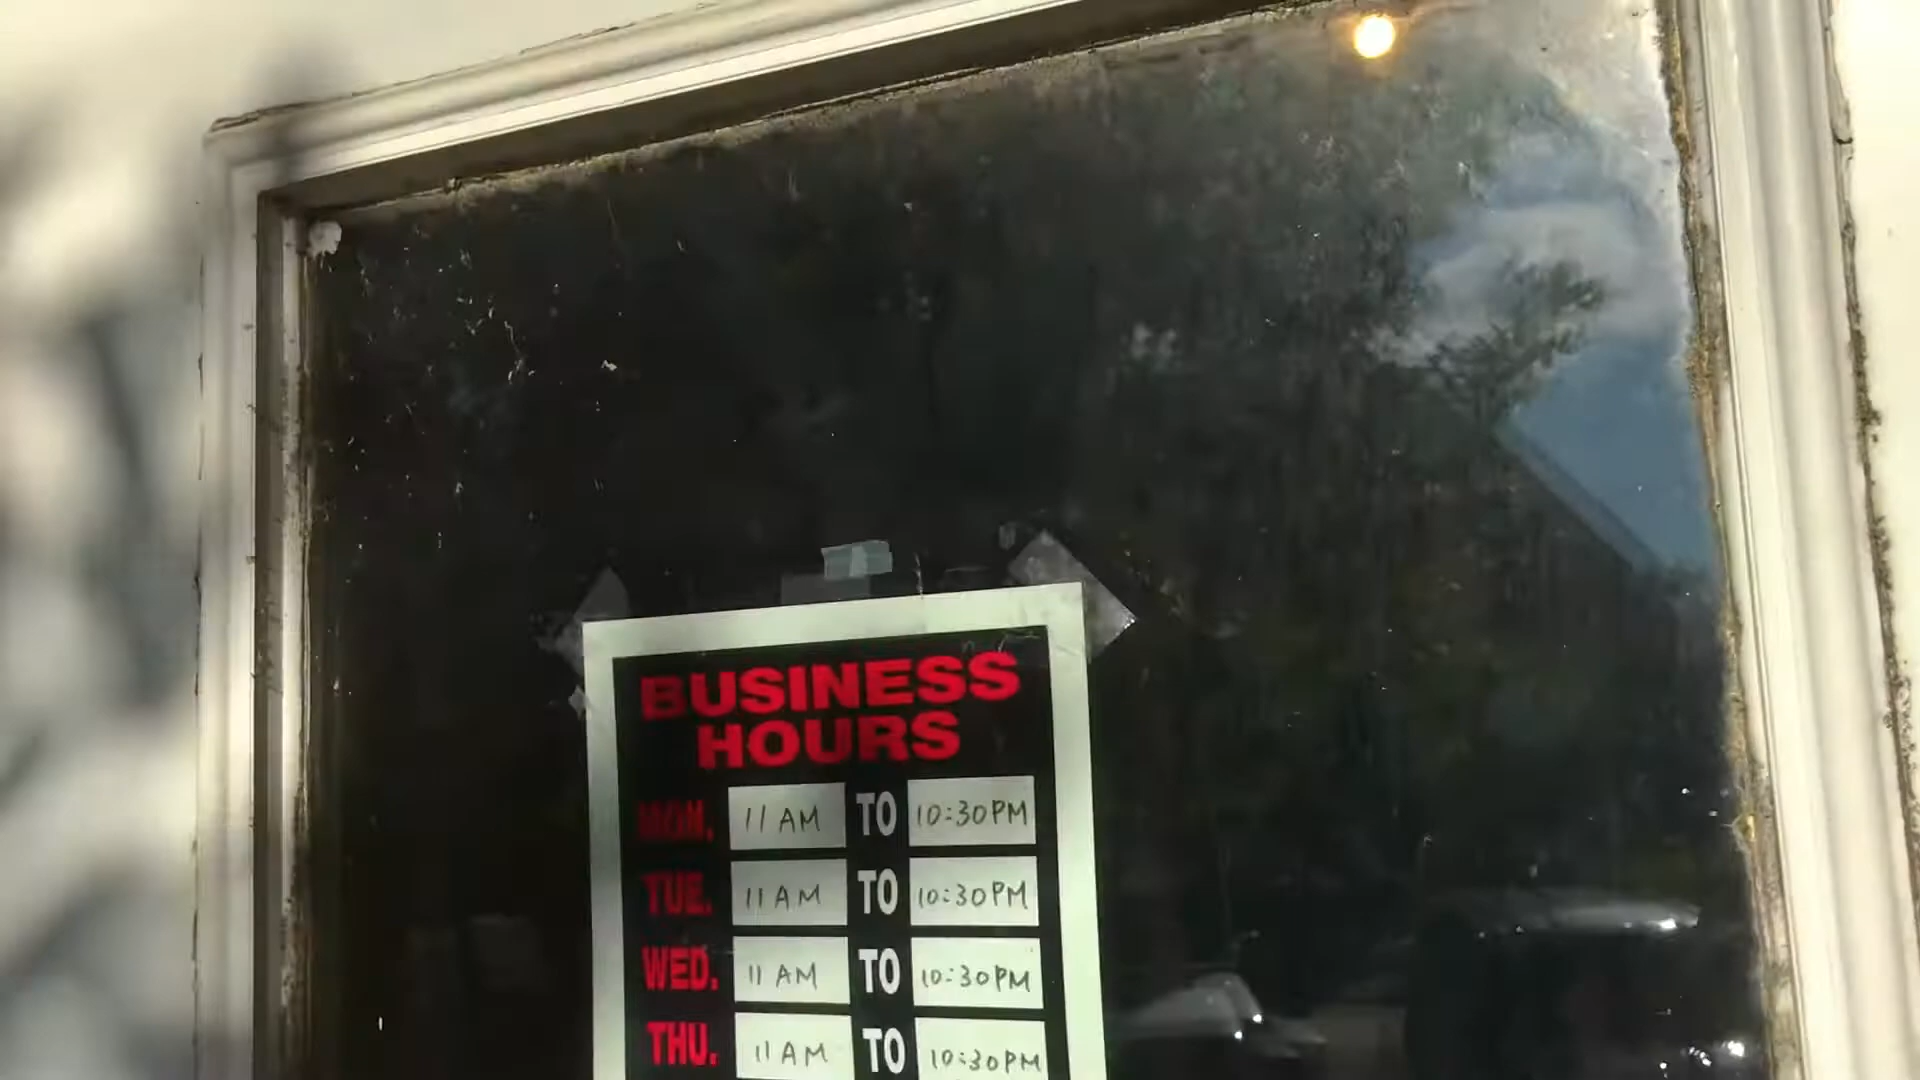 BUSINESS
HOURS
MON. 11 AM TO 10:30PM
TUE. 11 AM TO 10:30PM
WED. 11 AM TO 10:30PM
THU. 11 AM TO 10:30PM